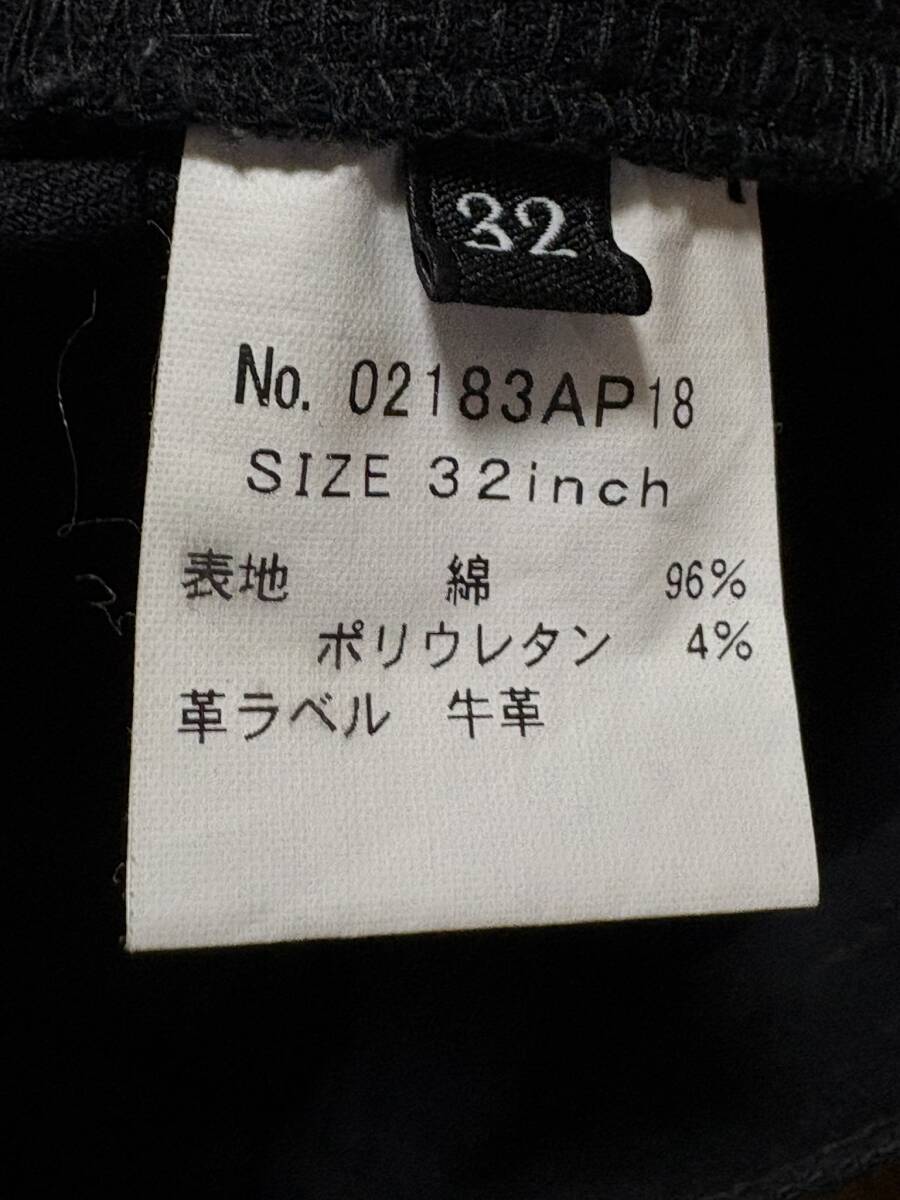 32
No. 02183AP18
SIZE 32inch
表地 綿 96%
ポリウレタン 4%
革ラベル 牛革